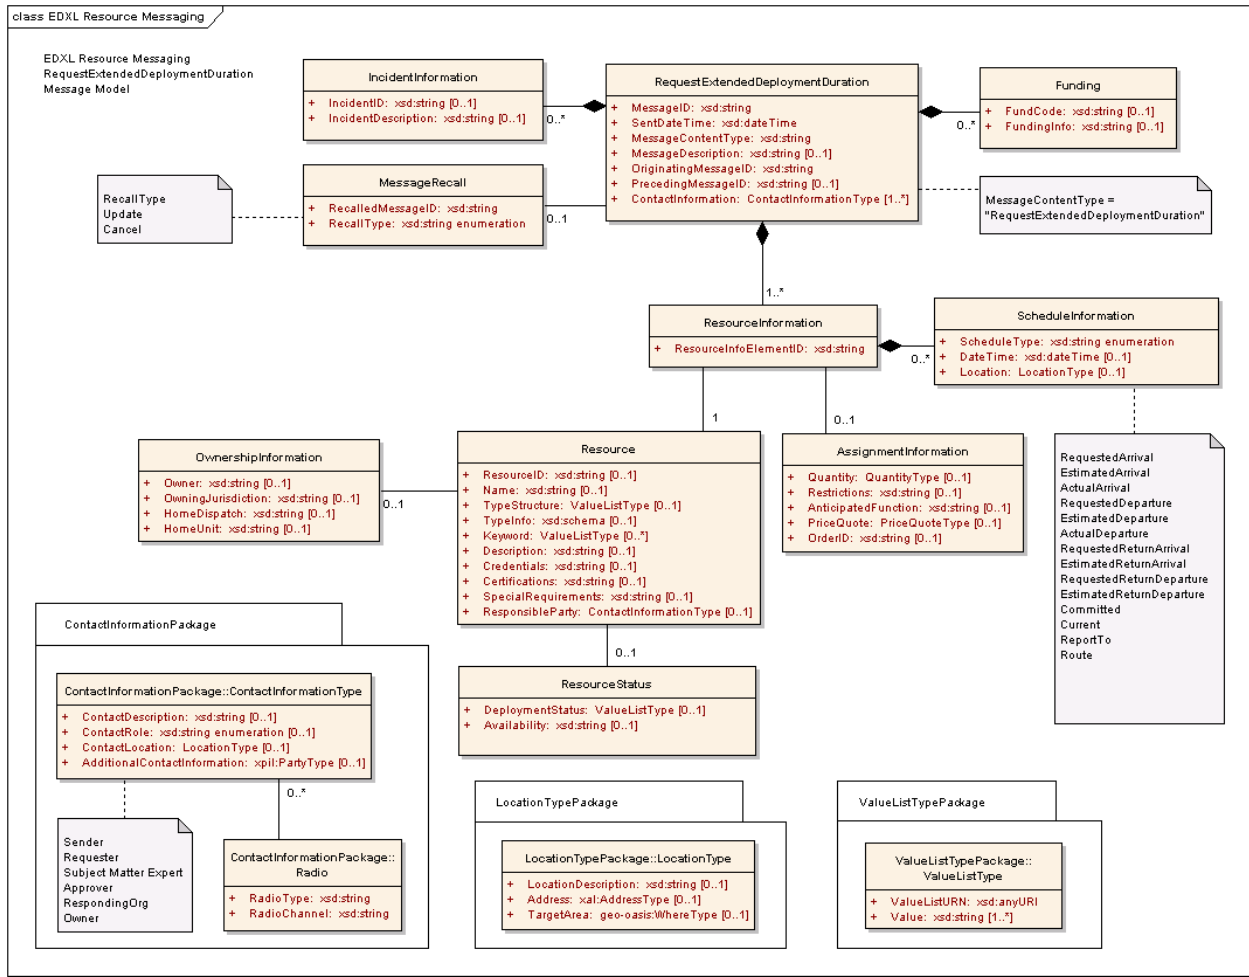 class EDXL Resource Messaging
EDXL Resource Messaging
RequestExtendedDeploymentDuration
Message Model
IncidentInformation
+ IncidentID: xsd:string [0..1]
+ IncidentDescription: xsd:string [0..1]
0..*
RequestExtendedDeploymentDuration
+ MessageID: xsd:string
+ SentDateTime: xsd:dateTime
+ MessageContentType: xsd:string
+ MessageDescription: xsd:string [0..1]
+ OriginatingMessageID: xsd:string
+ PrecedingMessageID: xsd:string [0..1]
+ ContactInformation: ContactInformationType [1..*]
Funding
+ FundCode: xsd:string [0..1]
+ FundingInfo: xsd:string [0..1]
0..*
RecallType
Update
Cancel
MessageRecall
+ RecalledMessageID: xsd:string
+ RecallType: xsd:string enumeration
0..1
MessageContentType =
"RequestExtendedDeploymentDuration"
1..*
ResourceInformation
+ ResourceInfoElementID: xsd:string
ScheduleInformation
+ ScheduleType: xsd:string enumeration
+ DateTime: xsd:dateTime [0..1]
+ Location: LocationType [0..1]
0..*
1
0..1
OwnershipInformation
+ Owner: xsd:string [0..1]
+ OwningJurisdiction: xsd:string [0..1]
+ HomeDispatch: xsd:string [0..1]
+ HomeUnit: xsd:string [0..1]
0..1
Resource
+ ResourceID: xsd:string [0..1]
+ Name: xsd:string [0..1]
+ TypeStructure: ValueListType [0..1]
+ TypeInfo: xsd:schema [0..1]
+ Keyword: ValueListType [0..*]
+ Description: xsd:string [0..1]
+ Credentials: xsd:string [0..1]
+ Certifications: xsd:string [0..1]
+ SpecialRequirements: xsd:string [0..1]
+ ResponsibleParty: ContactInformationType [0..1]
AssignmentInformation
+ Quantity: QuantityType [0..1]
+ Restrictions: xsd:string [0..1]
+ AnticipatedFunction: xsd:string [0..1]
+ PriceQuote: PriceQuoteType [0..1]
+ OrderID: xsd:string [0..1]
RequestedArrival
EstimatedArrival
ActualArrival
RequestedDeparture
EstimatedDeparture
ActualDeparture
RequestedReturnArrival
EstimatedReturnArrival
RequestedReturnDeparture
EstimatedReturnDeparture
Committed
Current
ReportTo
Route
0..1
ResourceStatus
+ DeploymentStatus: ValueListType [0..1]
+ Availability: xsd:string [0..1]
ContactInformationPackage
ContactInformationPackage::ContactInformationType
+ ContactDescription: xsd:string [0..1]
+ ContactRole: xsd:string enumeration [0..1]
+ ContactLocation: LocationType [0..1]
+ AdditionalContactInformation: xpil:PartyType [0..1]
0..*
Sender
Requester
Subject Matter Expert
Approver
RespondingOrg
Owner
ContactInformationPackage::
Radio
+ RadioType: xsd:string
+ RadioChannel: xsd:string
LocationTypePackage
LocationTypePackage::LocationType
+ LocationDescription: xsd:string [0..1]
+ Address: xal:AddressType [0..1]
+ TargetArea: geo-oasis:WhereType [0..1]
ValueListTypePackage
ValueListTypePackage::
ValueListType
+ ValueListURN: xsd:anyURI
+ Value: xsd:string [1..*]